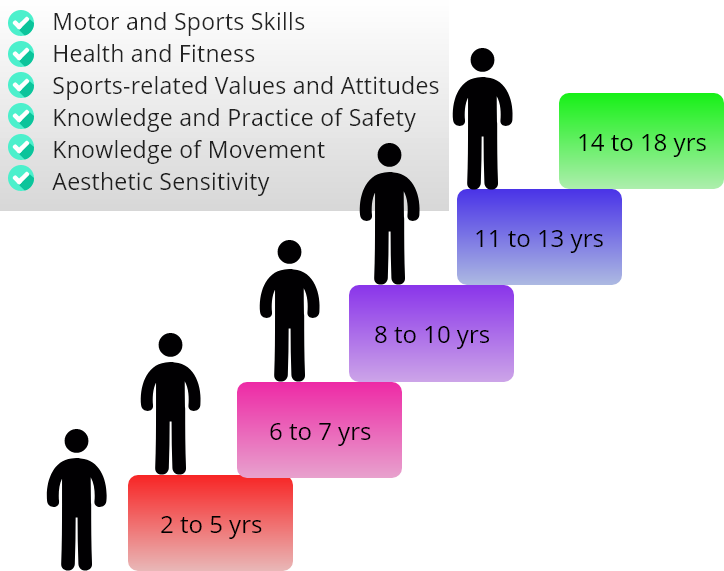 Motor and Sports Skills
Health and Fitness
Sports-related Values and Attitudes
Knowledge and Practice of Safety
Knowledge of Movement
Aesthetic Sensitivity
14 to 18 yrs
11 to 13 yrs
8 to 10 yrs
6 to 7 yrs
2 to 5 yrs